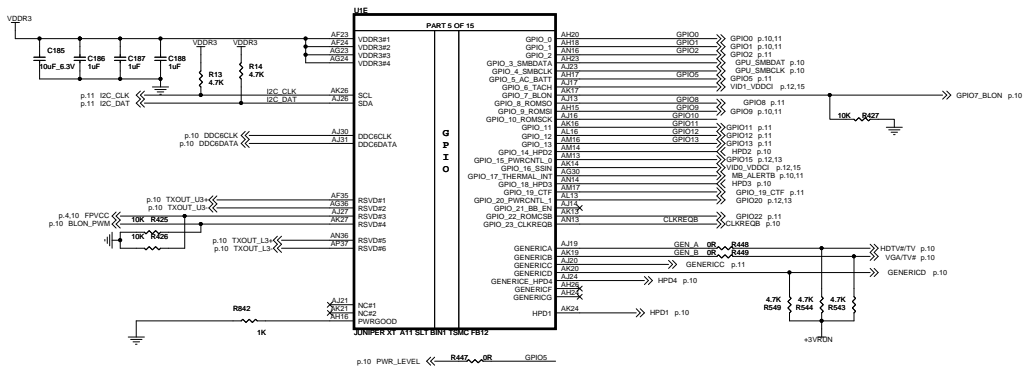 U1E
PART 5 OF 15
VDDR3
C185
10uF_6.3V
C186
1uF
C187
1uF
C188
1uF
VDDR3
VDDR3
R13
4.7K
R14
4.7K
AF23 VDDR3#1
AF24 VDDR3#2
AG23 VDDR3#3
AG24 VDDR3#4
p.11 I2C_CLK I2C_CLK AK26 SCL
p.11 I2C_DAT I2C_DAT AJ26 SDA
p.10 DDC6CLK AJ30 DDC6CLK
p.10 DDC6DATA AJ31 DDC6DATA
p.10 TXOUT_U3+ AF35 RSVD#1
p.10 TXOUT_U3- AG36 RSVD#2
p.4,10 FPVCC AJ27 RSVD#3
p.10 BLON_PWM AK27 RSVD#4
10K R425
10K R426
p.10 TXOUT_L3+ AN36 RSVD#5
p.10 TXOUT_L3- AP37 RSVD#6
AJ21 NC#1
AK21 NC#2
AH16 PWRGOOD
R842
1K
GPIO
GPIO_0 AH20 GPIO0 GPIO0 p.10,11
GPIO_1 AH18 GPIO1 GPIO1 p.10,11
GPIO_2 AN16 GPIO2 GPIO2 p.11
GPIO_3_SMBDATA AH23 GPU_SMBDAT p.10
GPIO_4_SMBCLK AJ23 GPU_SMBCLK p.10
GPIO_5_AC_BATT AH17 GPIO5 GPIO5 p.11
GPIO_6_TACH AJ17 VID1_VDDCI p.12,15
GPIO_7_BLON AK17 GPIO7_BLON p.10
10K R427
GPIO_8_ROMSO AJ13 GPIO8 GPIO8 p.11
GPIO_9_ROMSI AH15 GPIO9 GPIO9 p.10,11
GPIO_10_ROMSCK AJ16 GPIO10
GPIO_11 AK16 GPIO11 GPIO11 p.11
GPIO_12 AL16 GPIO12 GPIO12 p.11
GPIO_13 AM16 GPIO13 GPIO13 p.11
GPIO_14_HPD2 AM14 HPD2 p.10
GPIO_15_PWRCNTL_0 AM13 GPIO15 p.12,13
GPIO_16_SSIN AK14 VID0_VDDCI p.12,15
GPIO_17_THERMAL_INT AG30 MB_ALERTB p.10,11
GPIO_18_HPD3 AN14 HPD3 p.10
GPIO_19_CTF AM17 GPIO_19_CTF p.11
GPIO_20_PWRCNTL_1 AL13 GPIO20 p.12,13
GPIO_21_BB_EN AJ14
GPIO_22_ROMCSB AK13 GPIO22 p.11
GPIO_23_CLKREQB AN13 CLKREQB CLKREQB p.10
GENERICA AJ19 GEN_A 0R R448 HDTV#/TV p.10
GENERICB AK19 GEN_B 0R R449 VGA/TV# p.10
GENERICC AJ20 GENERICC p.11
GENERICD AK20 GENERICD p.10
GENERICE_HPD4 AJ24 HPD4 p.10
GENERICF AH26
GENERICG AH24
4.7K R549
4.7K R544
4.7K R543
+3VRUN
HPD1 AK24 HPD1 p.10
JUNIPER XT A11 SLT BIN1 TSMC FB12
p.10 PWR_LEVEL R447 0R GPIO5